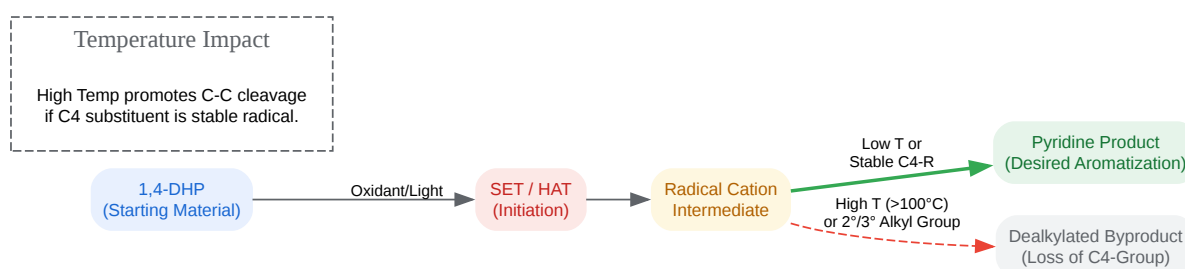 Temperature Impact
High Temp promotes C-C cleavage
if C4 substituent is stable radical.
1,4-DHP
(Starting Material)
Oxidant/Light
SET / HAT
(Initiation)
Radical Cation
Intermediate
Low T or
Stable C4-R
Pyridine Product
(Desired Aromatization)
High T (>100°C)
or 2°/3° Alkyl Group
Dealkylated Byproduct
(Loss of C4-Group)